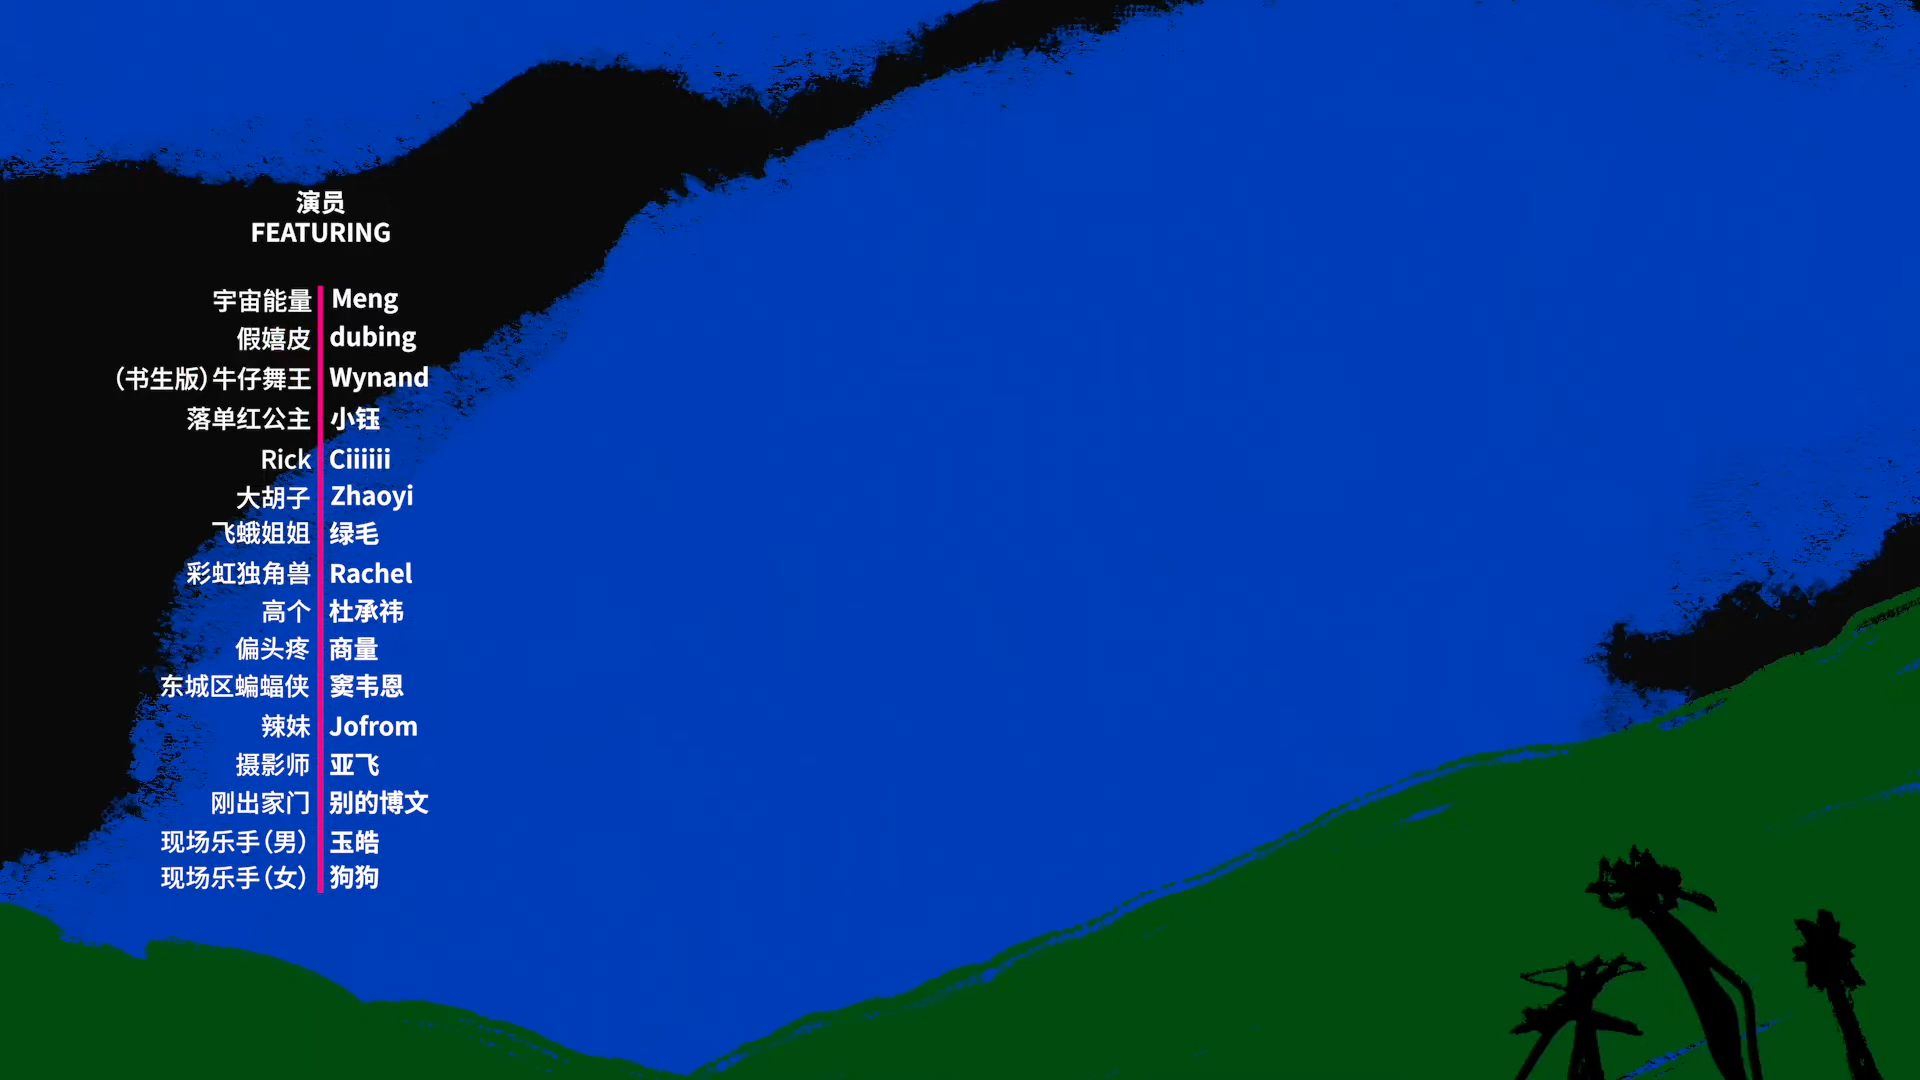 演员
FEATURING
宇宙能量 Meng
假嬉皮 dubing
(书生版)牛仔舞王 Wynand
落单红公主 小钰
Rick Ciiiiii
大胡子 Zhaoyi
飞蛾姐姐 绿毛
彩虹独角兽 Rachel
高个 杜承祎
偏头疼 商量
东城区蝙蝠侠 窦韦恩
辣妹 Jofrom
摄影师 亚飞
刚出家门 别的博文
现场乐手(男) 玉皓
现场乐手(女) 狗狗